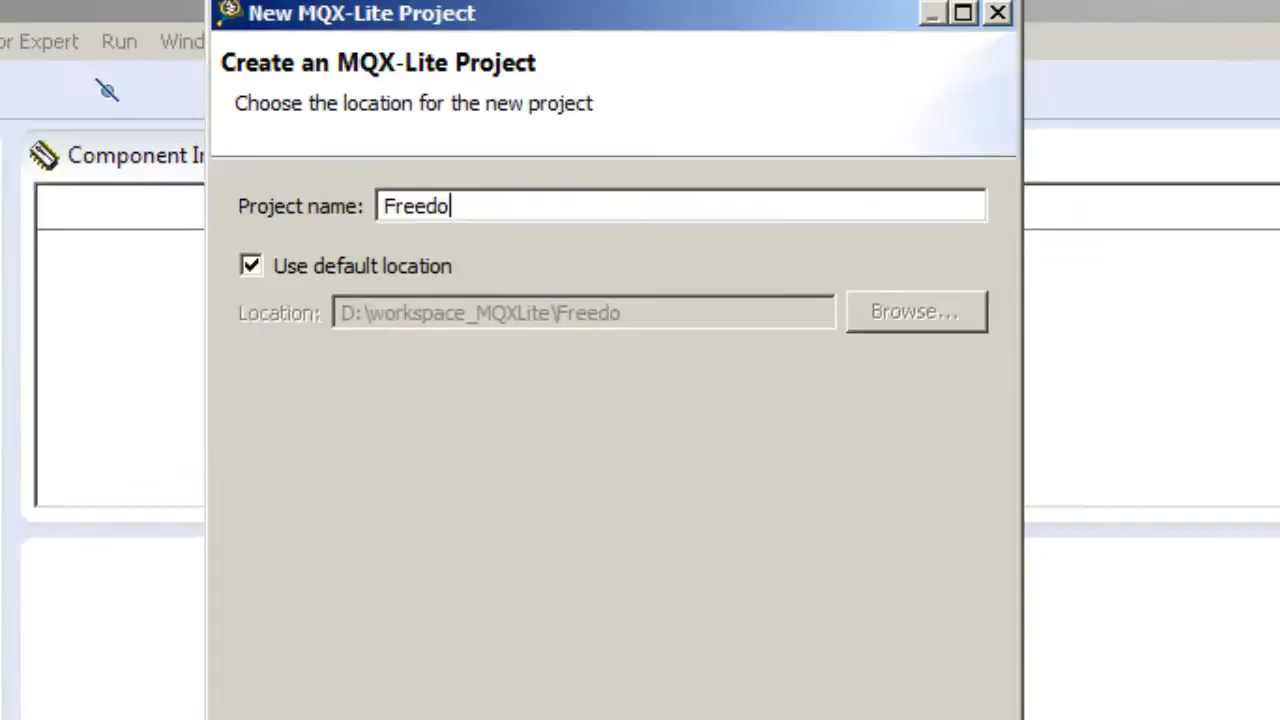 New MQX-Lite Project
or Expert Run Wind
Create an MQX-Lite Project
Choose the location for the new project
Component In
Project name: Freedo
Use default location
Location: D:\workspace_MQXLite\Freedo Browse...